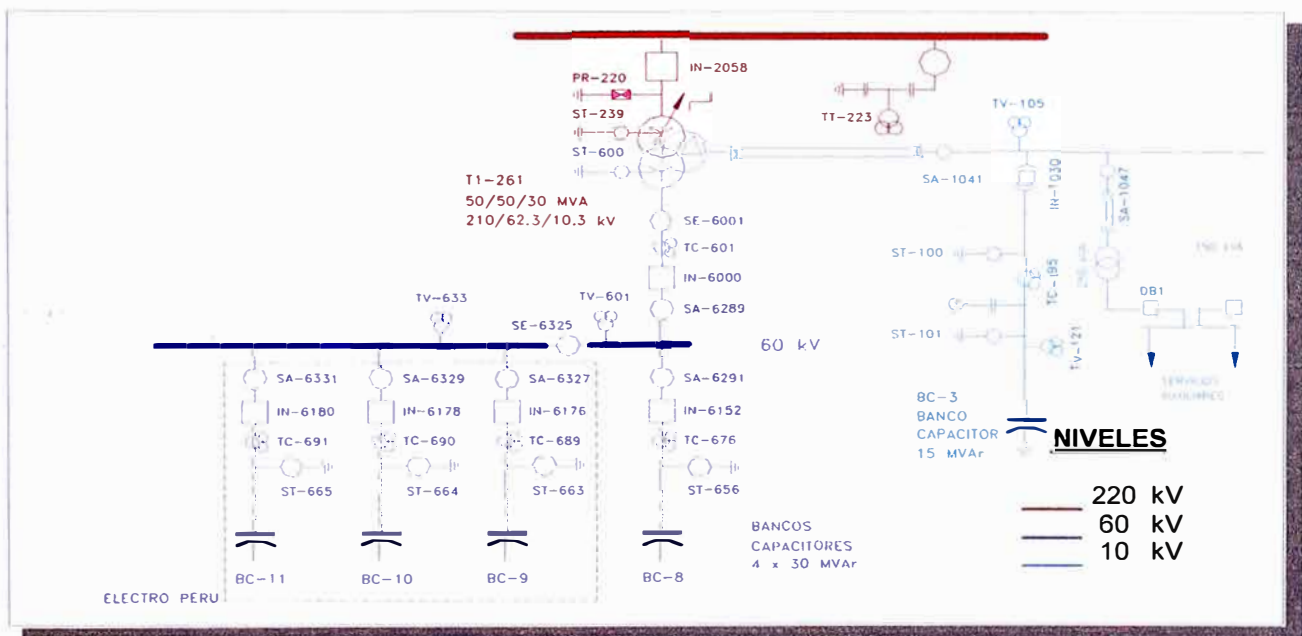 IN-2058
PR-220
ST-239
TT-223
TV-105
ST-600
T1-261
50/50/30 MVA
210/62.3/10.3 kV
SA-1041
IN-1030
SA-1047
SE-6001
TC-601
ST-100
TC-195
IN-6000
TV-633
TV-601
SA-6289
DB1
SE-6325
60 kV
ST-101
TV-121
SA-6331
SA-6329
SA-6327
SA-6291
SERVICIOS
AUXILIARES
IN-6180
IN-6178
IN-6176
IN-6152
BC-3
BANCO
CAPACITOR
15 MVAr
TC-691
TC-690
TC-689
TC-676
NIVELES
ST-665
ST-664
ST-663
ST-656
220 kV
60 kV
10 kV
BANCOS
CAPACITORES
4 x 30 MVAr
BC-11
BC-10
BC-9
BC-8
ELECTRO PERU